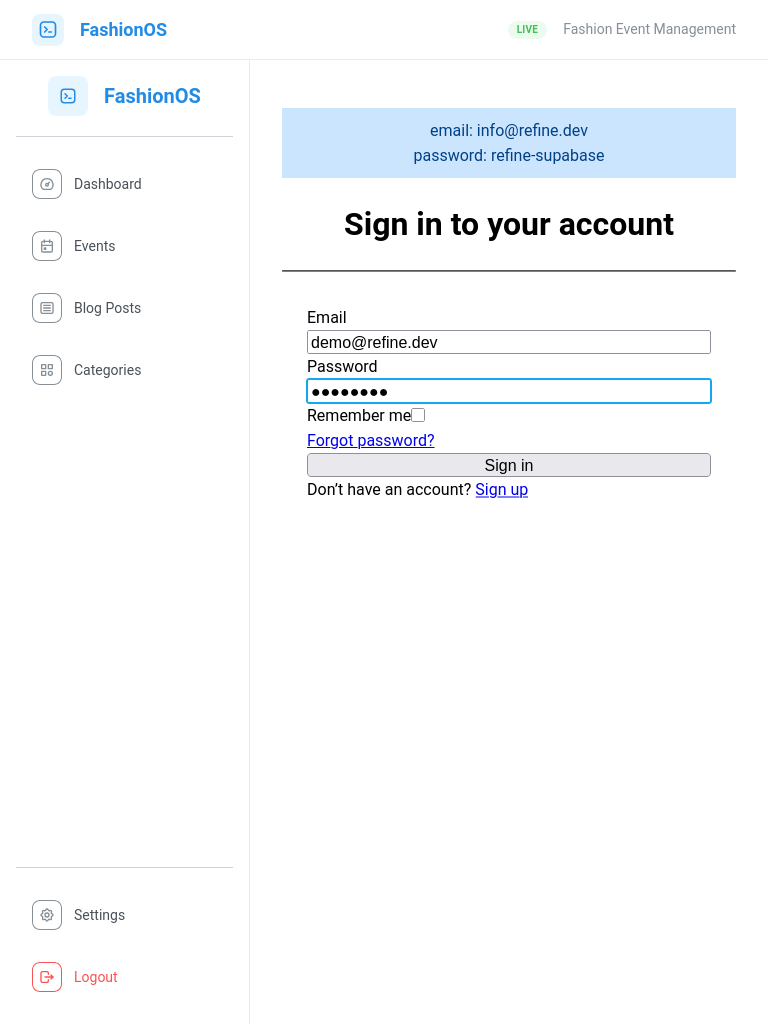 FashionOS
LIVE
Fashion Event Management
FashionOS
Dashboard
Events
Blog Posts
Categories
Settings
Logout
email: info@refine.dev
password: refine-supabase
Sign in to your account
Email
demo@refine.dev
Password
●●●●●●●●
Remember me
Forgot password?
Sign in
Don't have an account? Sign up